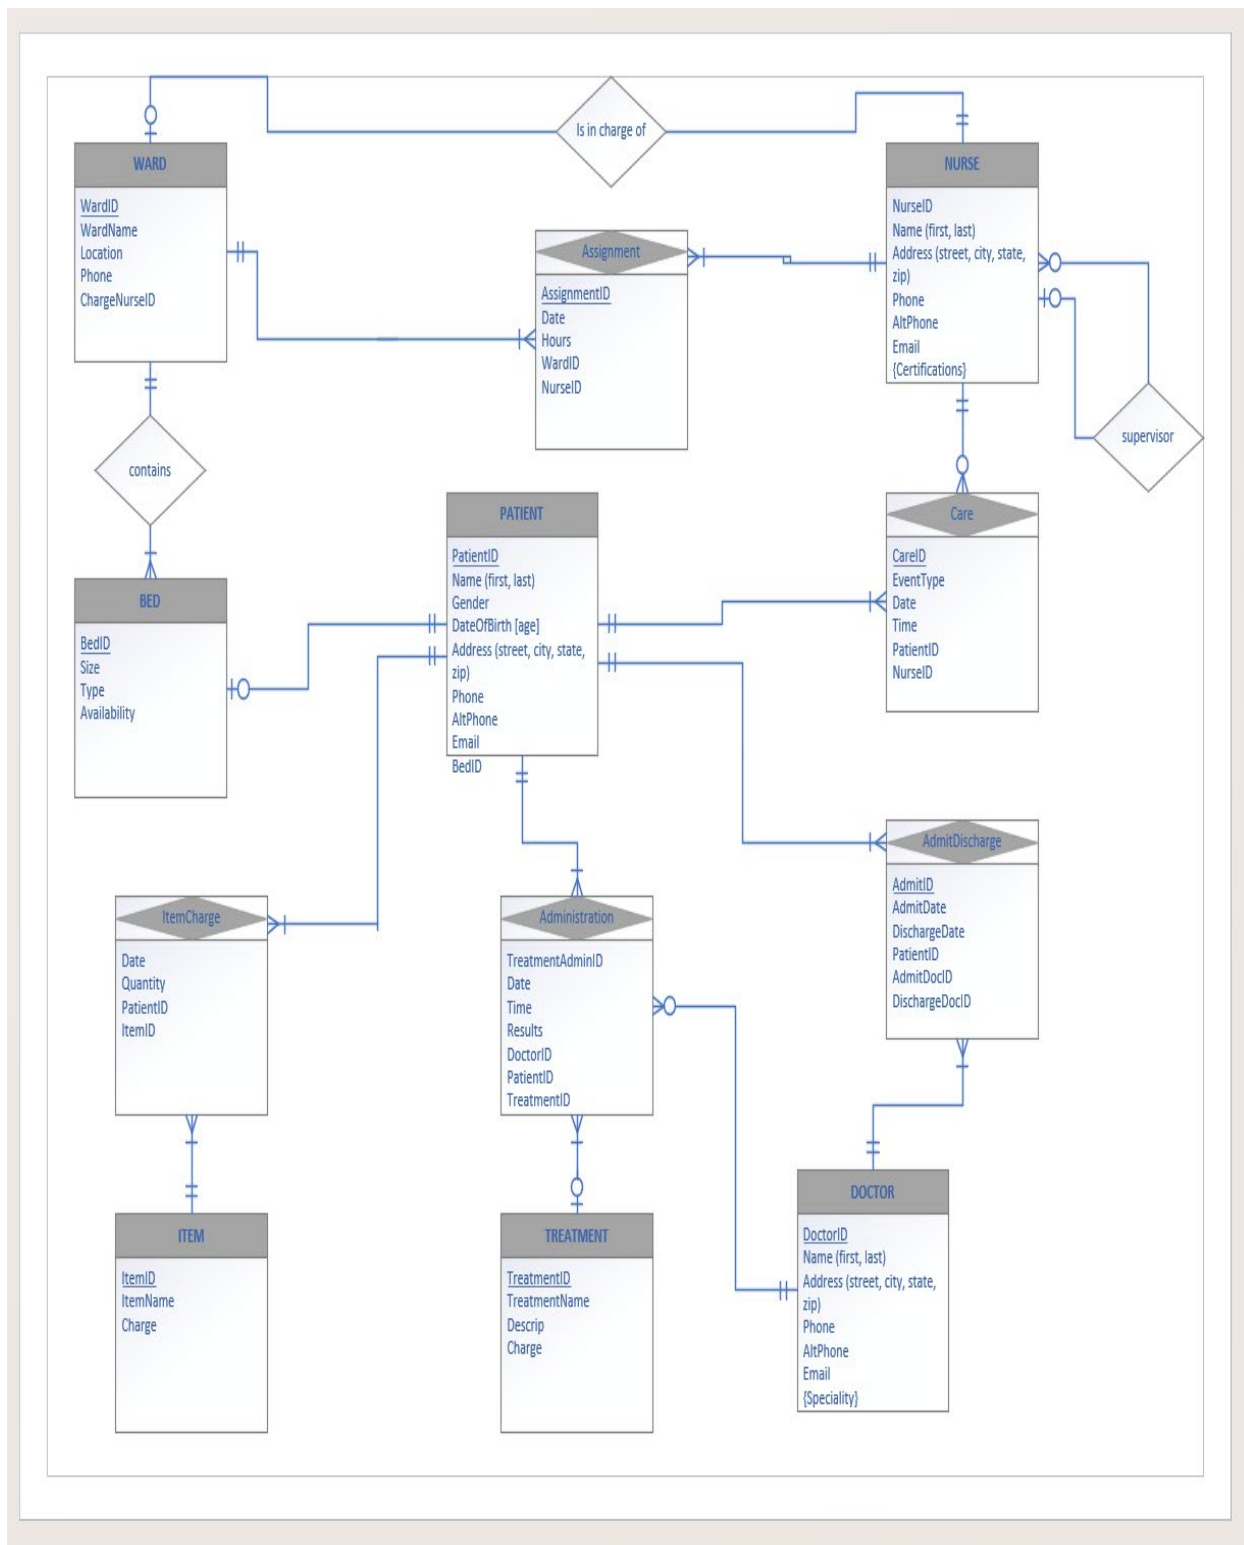 Is in charge of
WARD
WardID
WardName
Location
Phone
ChargeNurseID
Assignment
AssignmentID
Date
Hours
WardID
NurseID
NURSE
NurseID
Name (first, last)
Address (street, city, state,
zip)
Phone
AltPhone
Email
{Certifications}
supervisor
contains
BED
BedID
Size
Type
Availability
PATIENT
PatientID
Name (first, last)
Gender
DateOfBirth [age]
Address (street, city, state,
zip)
Phone
AltPhone
Email
BedID
Care
CareID
EventType
Date
Time
PatientID
NurseID
ItemCharge
Date
Quantity
PatientID
ItemID
Administration
TreatmentAdminID
Date
Time
Results
DoctorID
PatientID
TreatmentID
AdmitDischarge
AdmitID
AdmitDate
DischargeDate
PatientID
AdmitDocID
DischargeDocID
ITEM
ItemID
ItemName
Charge
TREATMENT
TreatmentID
TreatmentName
Descrip
Charge
DOCTOR
DoctorID
Name (first, last)
Address (street, city, state,
zip)
Phone
AltPhone
Email
{Speciality}